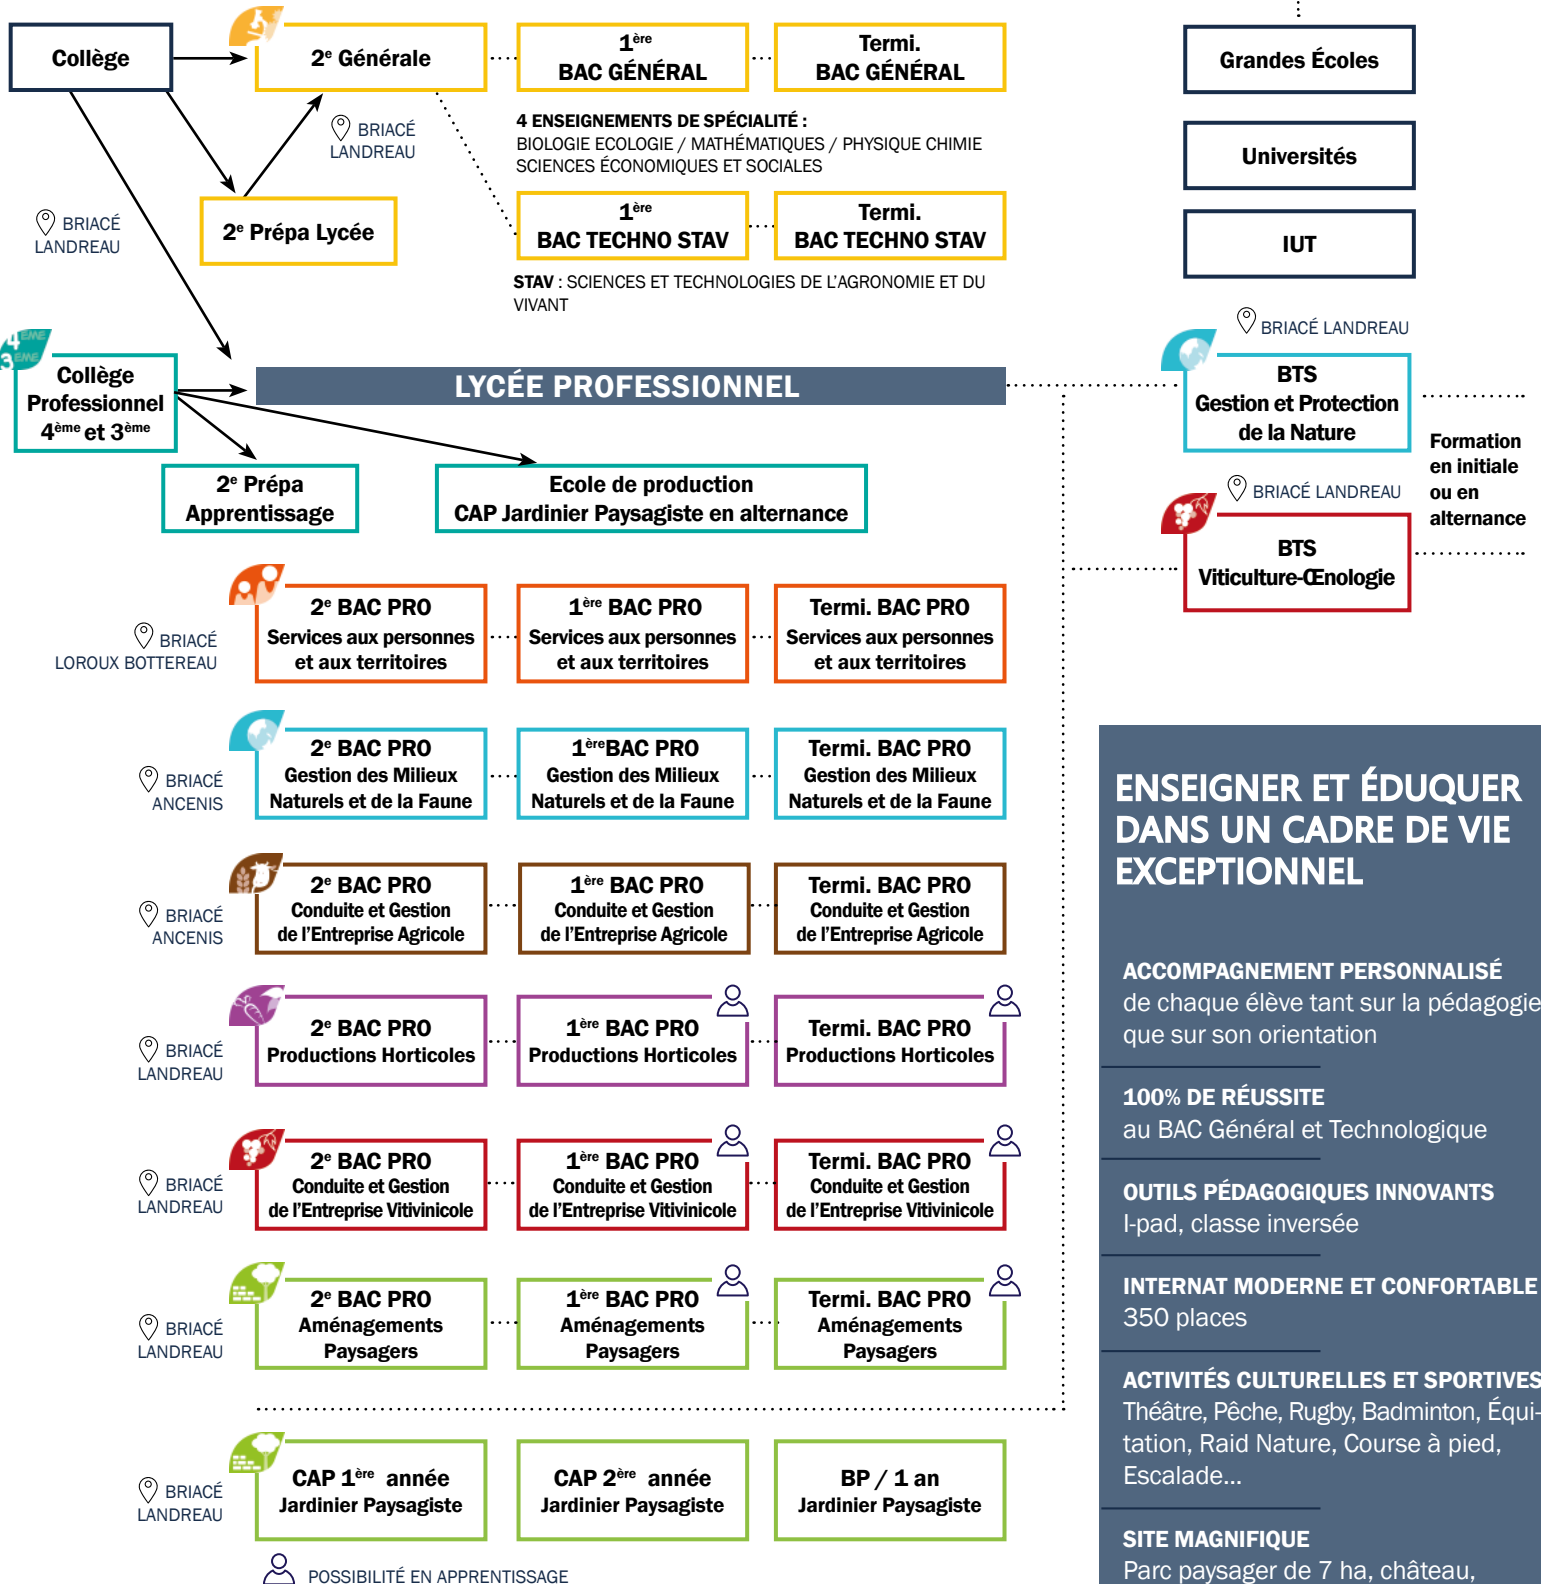 Collège
2e Générale
1ère
BAC GÉNÉRAL
Termi.
BAC GÉNÉRAL
BRIACÉ
LANDREAU
4 ENSEIGNEMENTS DE SPÉCIALITÉ :
BIOLOGIE ECOLOGIE / MATHÉMATIQUES / PHYSIQUE CHIMIE
SCIENCES ÉCONOMIQUES ET SOCIALES
BRIACÉ
LANDREAU
2e Prépa Lycée
1ère
BAC TECHNO STAV
Termi.
BAC TECHNO STAV
STAV : SCIENCES ET TECHNOLOGIES DE L'AGRONOMIE ET DU
VIVANT
4ÈME
3ÈME
Collège
Professionnel
4ème et 3ème
LYCÉE PROFESSIONNEL
2e Prépa
Apprentissage
Ecole de production
CAP Jardinier Paysagiste en alternance
BRIACÉ
LOROUX BOTTEREAU
2e BAC PRO
Services aux personnes
et aux territoires
1ère BAC PRO
Services aux personnes
et aux territoires
Termi. BAC PRO
Services aux personnes
et aux territoires
BRIACÉ
ANCENIS
2e BAC PRO
Gestion des Milieux
Naturels et de la Faune
1èreBAC PRO
Gestion des Milieux
Naturels et de la Faune
Termi. BAC PRO
Gestion des Milieux
Naturels et de la Faune
BRIACÉ
ANCENIS
2e BAC PRO
Conduite et Gestion
de l'Entreprise Agricole
1ère BAC PRO
Conduite et Gestion
de l'Entreprise Agricole
Termi. BAC PRO
Conduite et Gestion
de l'Entreprise Agricole
BRIACÉ
LANDREAU
2e BAC PRO
Productions Horticoles
1ère BAC PRO
Productions Horticoles
Termi. BAC PRO
Productions Horticoles
BRIACÉ
LANDREAU
2e BAC PRO
Conduite et Gestion
de l'Entreprise Vitivinicole
1ère BAC PRO
Conduite et Gestion
de l'Entreprise Vitivinicole
Termi. BAC PRO
Conduite et Gestion
de l'Entreprise Vitivinicole
BRIACÉ
LANDREAU
2e BAC PRO
Aménagements
Paysagers
1ère BAC PRO
Aménagements
Paysagers
Termi. BAC PRO
Aménagements
Paysagers
BRIACÉ
LANDREAU
CAP 1ère année
Jardinier Paysagiste
CAP 2ère année
Jardinier Paysagiste
BP / 1 an
Jardinier Paysagiste
POSSIBILITÉ EN APPRENTISSAGE
Grandes Écoles
Universités
IUT
BRIACÉ LANDREAU
BTS
Gestion et Protection
de la Nature
BRIACÉ LANDREAU
BTS
Viticulture-Œnologie
Formation
en initiale
ou en
alternance
ENSEIGNER ET ÉDUQUER
DANS UN CADRE DE VIE
EXCEPTIONNEL
ACCOMPAGNEMENT PERSONNALISÉ
de chaque élève tant sur la pédagogie
que sur son orientation
100% DE RÉUSSITE
au BAC Général et Technologique
OUTILS PÉDAGOGIQUES INNOVANTS
I-pad, classe inversée
INTERNAT MODERNE ET CONFORTABLE
350 places
ACTIVITÉS CULTURELLES ET SPORTIVES
Théâtre, Pêche, Rugby, Badminton, Équi-
tation, Raid Nature, Course à pied,
Escalade...
SITE MAGNIFIQUE
Parc paysager de 7 ha, château,